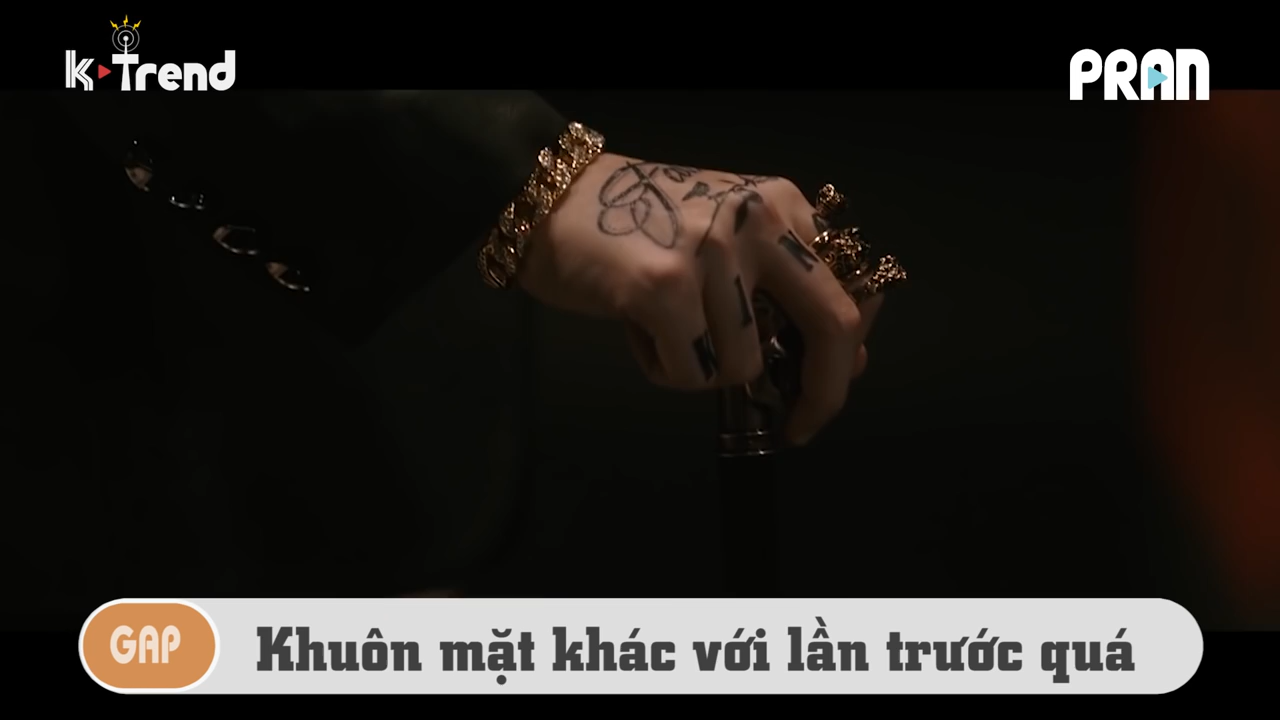 K Trend
PRAN
GAP
Khuôn mặt khác với lần trước quá